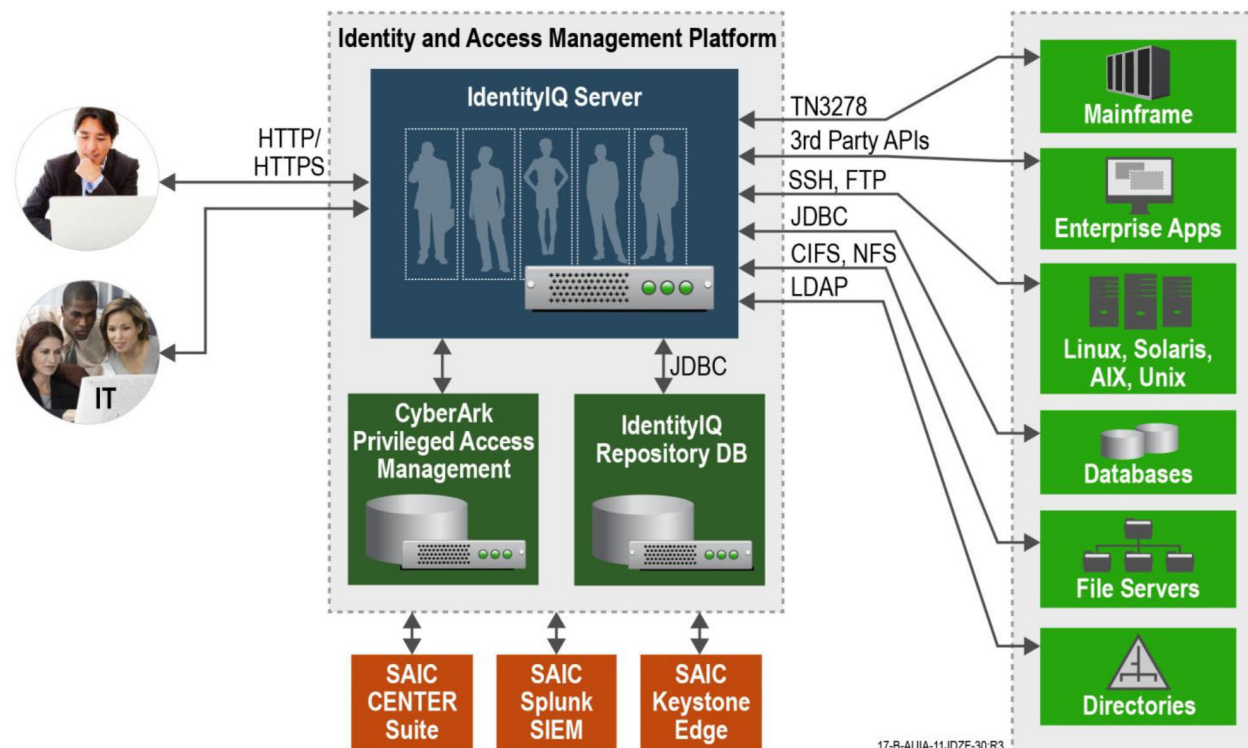 Identity and Access Management Platform
IdentityIQ Server
HTTP/
HTTPS
IT
TN3278
3rd Party APIs
SSH, FTP
JDBC
CIFS, NFS
LDAP
JDBC
CyberArk
Privileged Access
Management
IdentityIQ
Repository DB
SAIC
CENTER
Suite
SAIC
Splunk
SIEM
SAIC
Keystone
Edge
Mainframe
Enterprise Apps
Linux, Solaris,
AIX, Unix
Databases
File Servers
Directories